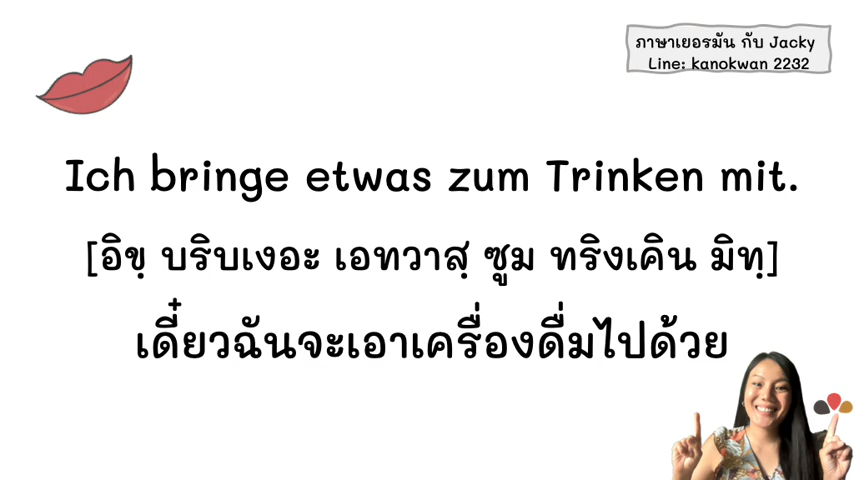 ภาษาเยอรมัน กับ Jacky
Line: kanokwan 2232
Ich bringe etwas zum Trinken mit.
[อิขฺ บริบเงอะ เอทวาสฺ ซูม ทริงเคิน มิทฺ]
เดี๋ยวฉันจะเอาเครื่องดื่มไปด้วย